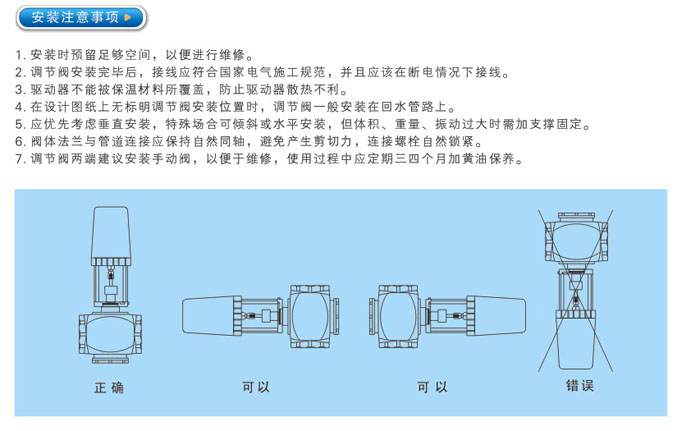 安装注意事项
1. 安装时预留足够空间，以便进行维修。
2. 调节阀安装完毕后，接线应符合国家电气施工规范，并且应该在断电情况下接线。
3. 驱动器不能被保温材料所覆盖，防止驱动器散热不利。
4. 在设计图纸上无标明调节阀安装位置时，调节阀一般安装在回水管路上。
5. 应优先考虑垂直安装，特殊场合可倾斜或水平安装，但体积、重量、振动过大时需加支撑固定。
6. 阀体法兰与管道连接应保持自然同轴，避免产生剪切力，连接螺栓自然锁紧。
7. 调节阀两端建议安装手动阀，以便于维修，使用过程中应定期三四个月加黄油保养。
正确 可以 可以 错误